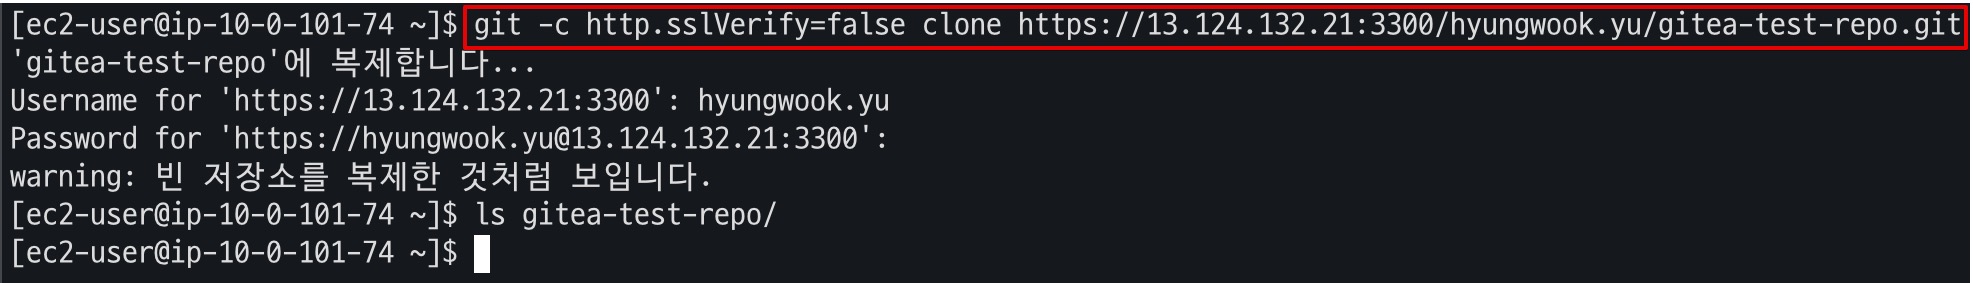 [ec2-user@ip-10-0-101-74 ~]$ git -c http.sslVerify=false clone https://13.124.132.21:3300/hyungwook.yu/gitea-test-repo.git
'gitea-test-repo'에 복제합니다...
Username for 'https://13.124.132.21:3300': hyungwook.yu
Password for 'https://hyungwook.yu@13.124.132.21:3300':
warning: 빈 저장소를 복제한 것처럼 보입니다.
[ec2-user@ip-10-0-101-74 ~]$ ls gitea-test-repo/
[ec2-user@ip-10-0-101-74 ~]$